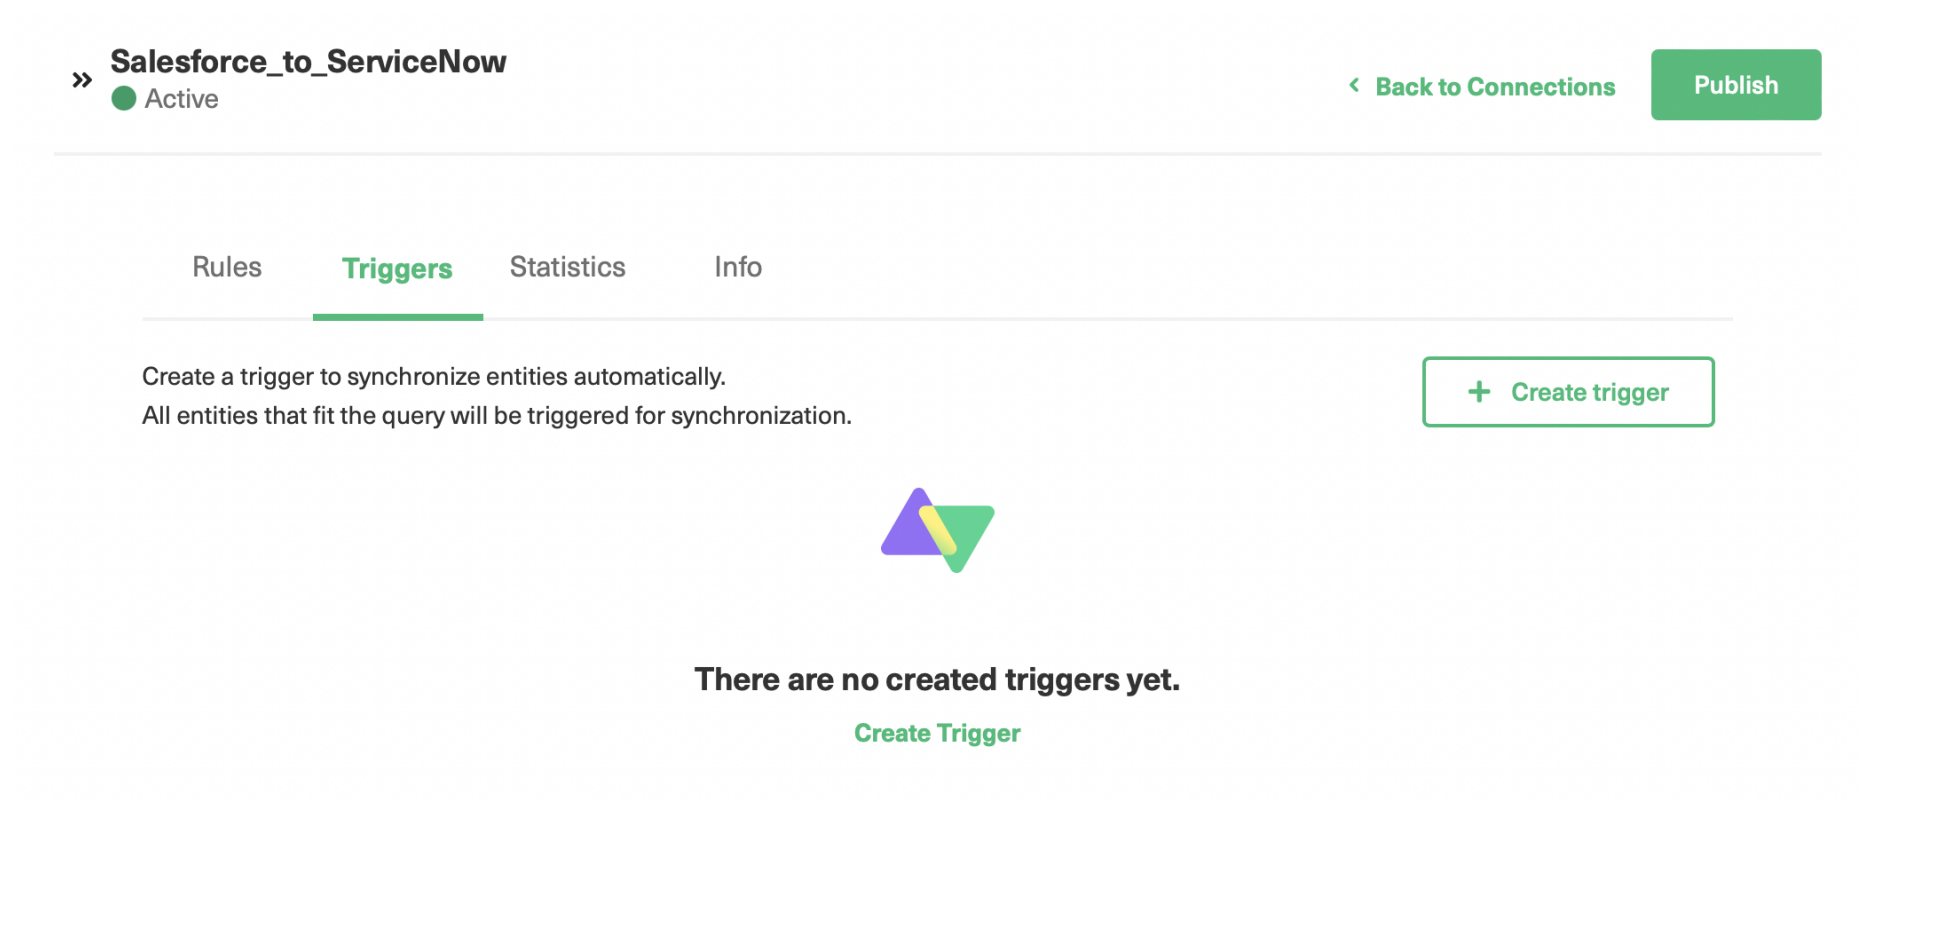 Salesforce_to_ServiceNow
Active
Back to Connections
Publish
Rules
Triggers
Statistics
Info
Create a trigger to synchronize entities automatically.
All entities that fit the query will be triggered for synchronization.
Create trigger
There are no created triggers yet.
Create Trigger